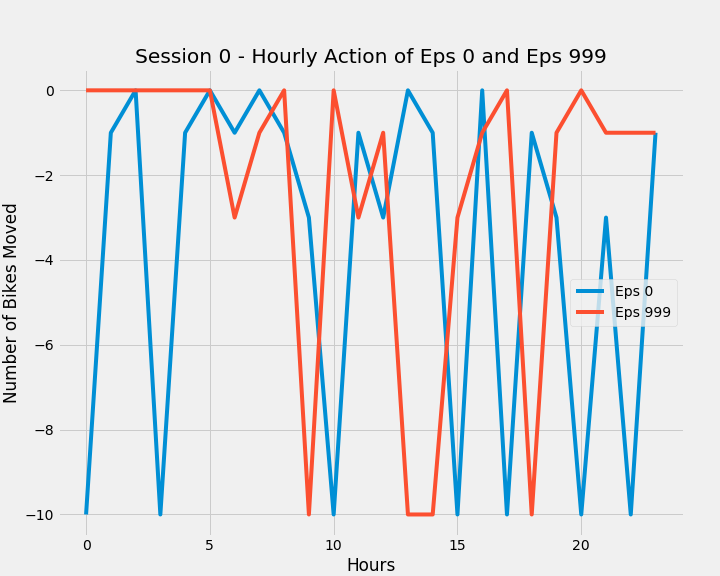 Session 0 - Hourly Action of Eps 0 and Eps 999
Number of Bikes Moved
0
−2
−4
−6
−8
−10
Eps 0
Eps 999
0 5 10 15 20
Hours